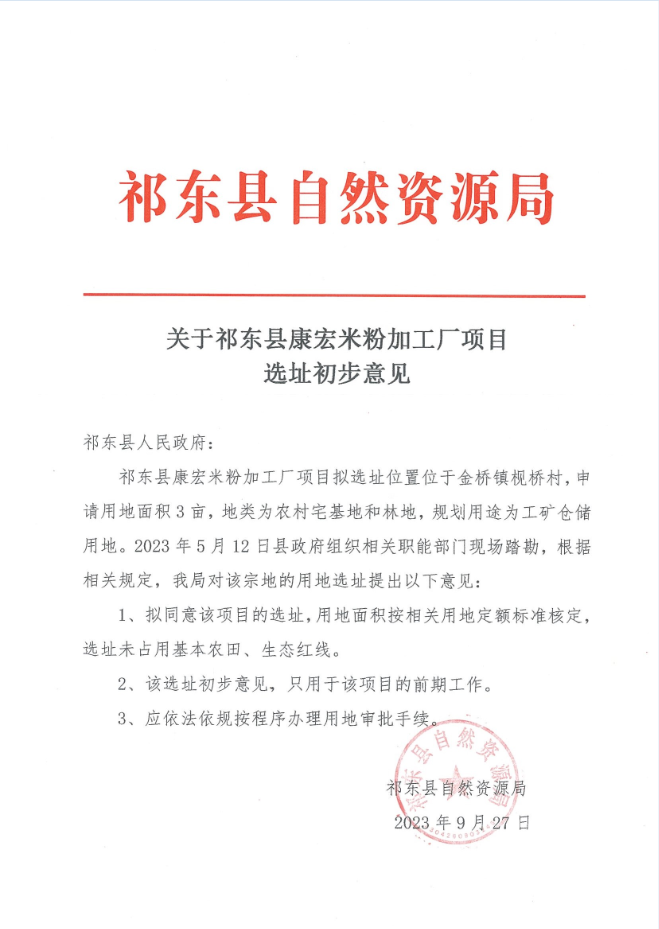 祁东县自然资源局
关于祁东县康宏米粉加工厂项目
选址初步意见
祁东县人民政府：
祁东县康宏米粉加工厂项目拟选址位置位于金桥镇枧桥村，申
请用地面积3亩，地类为农村宅基地和林地，规划用途为工矿仓储
用地。2023年5月12日县政府组织相关职能部门现场踏勘，根据
相关规定，我局对该宗地的用地选址提出以下意见：
1、拟同意该项目的选址，用地面积按相关用地定额标准核定，
选址未占用基本农田、生态红线。
2、该选址初步意见，只用于该项目的前期工作。
3、应依法依规按程序办理用地审批手续。
祁东县自然资源局
祁东县自然资源局
2023年9月27日